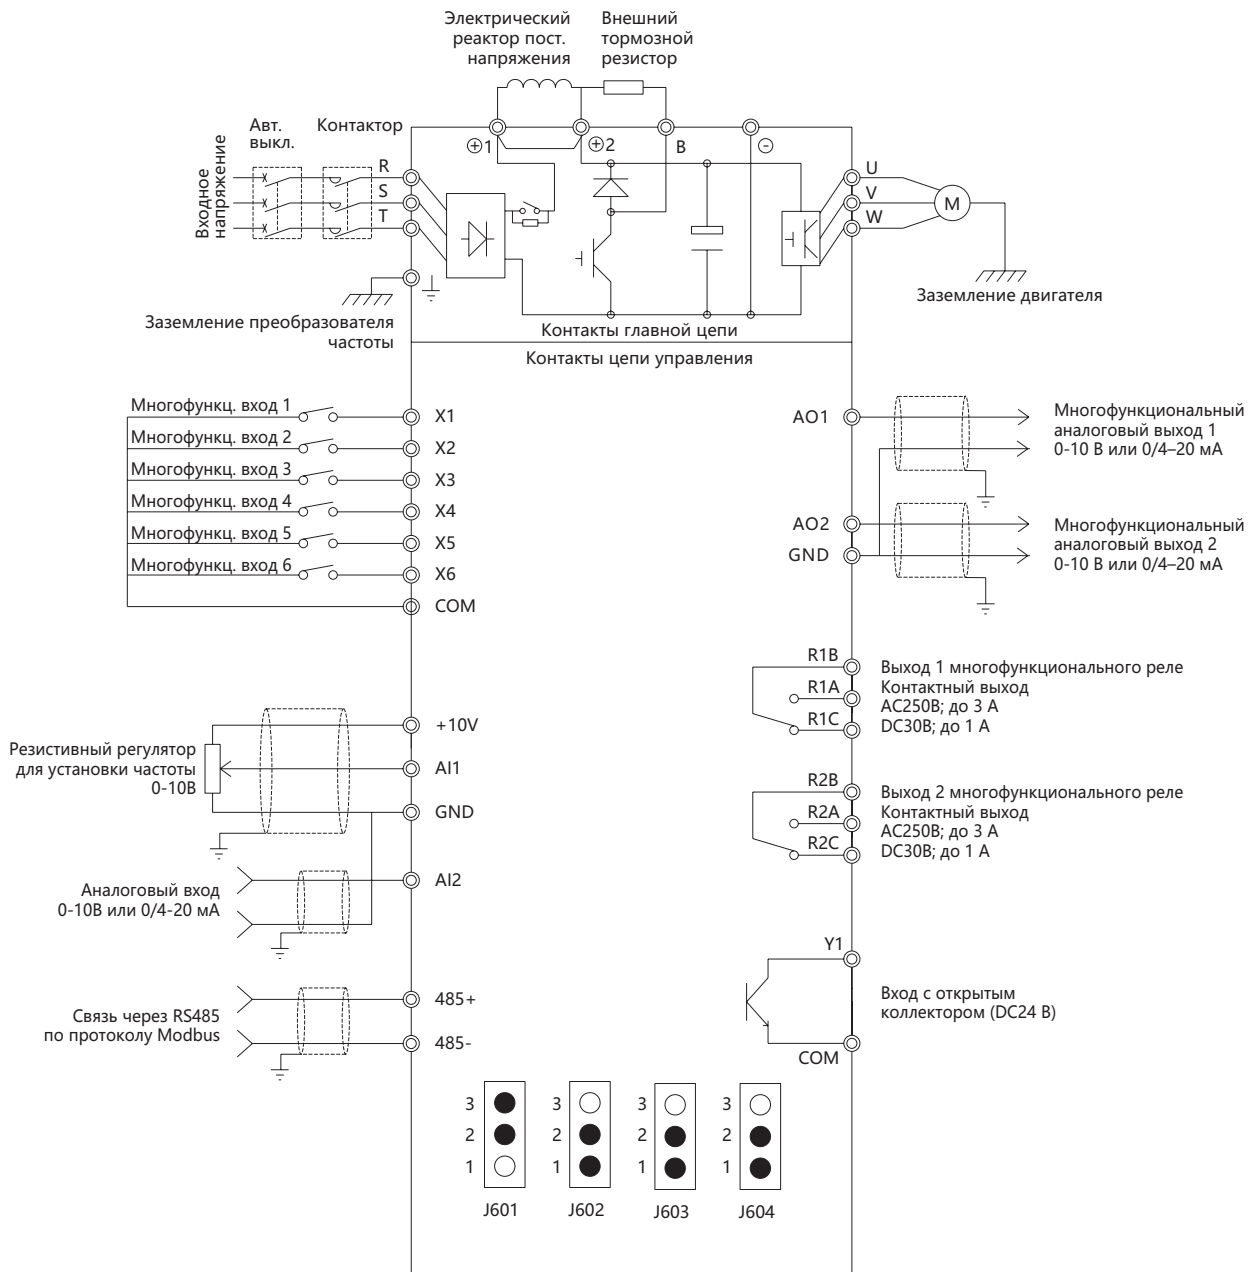 Электрический
реактор пост.
напряжения
Внешний
тормозной
резистор
Авт.
выкл.
Контактор
Входное
напряжение
R
S
T
+1
+2
B
-
U
V
W
M
Заземление двигателя
Заземление преобразователя
частоты
Контакты главной цепи
Контакты цепи управления
Многофункц. вход 1
X1
Многофункц. вход 2
X2
Многофункц. вход 3
X3
Многофункц. вход 4
X4
Многофункц. вход 5
X5
Многофункц. вход 6
X6
COM
AO1
Многофункциональный
аналоговый выход 1
0-10 В или 0/4–20 мА
AO2
GND
Многофункциональный
аналоговый выход 2
0-10 В или 0/4–20 мА
R1B
R1A
R1C
Выход 1 многофункционального реле
Контактный выход
AC250В; до 3 А
DC30В; до 1 А
Резистивный регулятор
для установки частоты
0-10В
+10V
AI1
GND
R2B
R2A
R2C
Выход 2 многофункционального реле
Контактный выход
AC250В; до 3 А
DC30В; до 1 А
Аналоговый вход
0-10В или 0/4-20 мА
AI2
Y1
COM
Вход с открытым
коллектором (DC24 В)
Связь через RS485
по протоколу Modbus
485+
485-
3
2
1
J601
3
2
1
J602
3
2
1
J603
3
2
1
J604